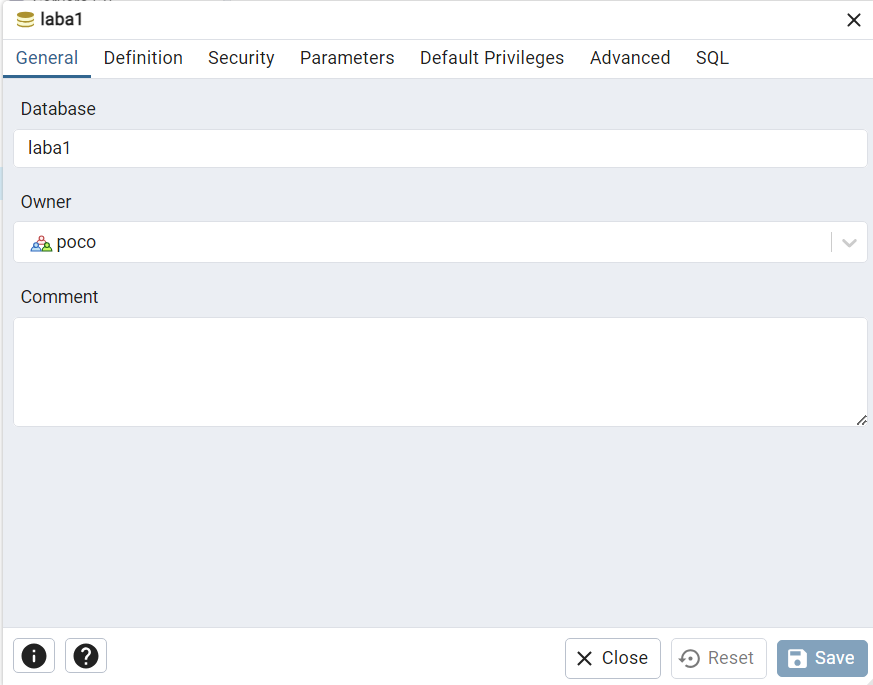 laba1
General Definition Security Parameters Default Privileges Advanced SQL
Database
laba1
Owner
poco
Comment
Close Reset Save